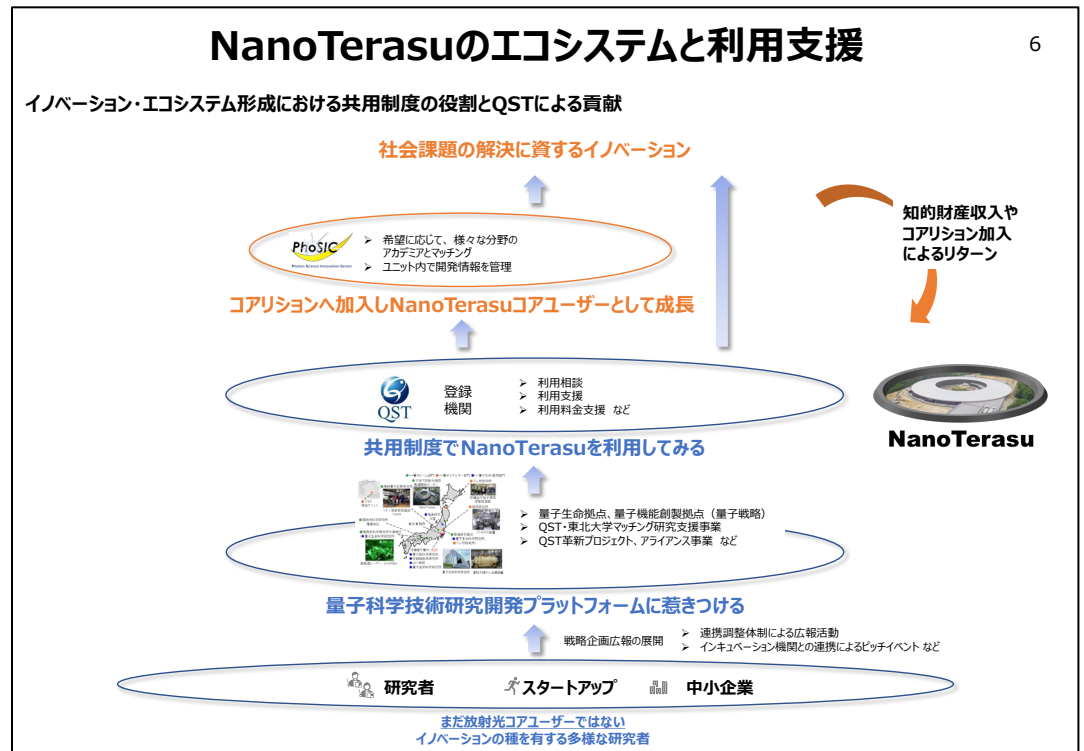 NanoTerasuのエコシステムと利用支援
6
イノベーション・エコシステム形成における共用制度の役割とQSTによる貢献
社会課題の解決に資するイノベーション
知的財産収入や
コアリション加入
によるリターン
PhoSIC
Photon Science Innovation Center
➢ 希望に応じて、様々な分野の
アカデミアとマッチング
➢ ユニット内で開発情報を管理
コアリションへ加入しNanoTerasuコアユーザーとして成長
QST
登録
機関
➢ 利用相談
➢ 利用支援
➢ 利用料金支援 など
NanoTerasu
共用制度でNanoTerasuを利用してみる
➢ 量子生命拠点、量子機能創製拠点（量子戦略）
➢ QST・東北大学マッチング研究支援事業
➢ QST革新プロジェクト、アライアンス事業 など
量子科学技術研究開発プラットフォームに惹きつける
戦略企画広報の展開
➢ 連携調整体制による広報活動
➢ インキュベーション機関との連携によるピッチイベント など
研究者
スタートアップ
中小企業
まだ放射光コアユーザーではない
イノベーションの種を有する多様な研究者